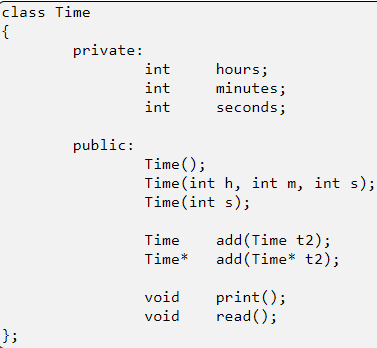 class Time
{
private:
int hours;
int minutes;
int seconds;
public:
Time();
Time(int h, int m, int s);
Time(int s);
Time add(Time t2);
Time* add(Time* t2);
void print();
void read();
};